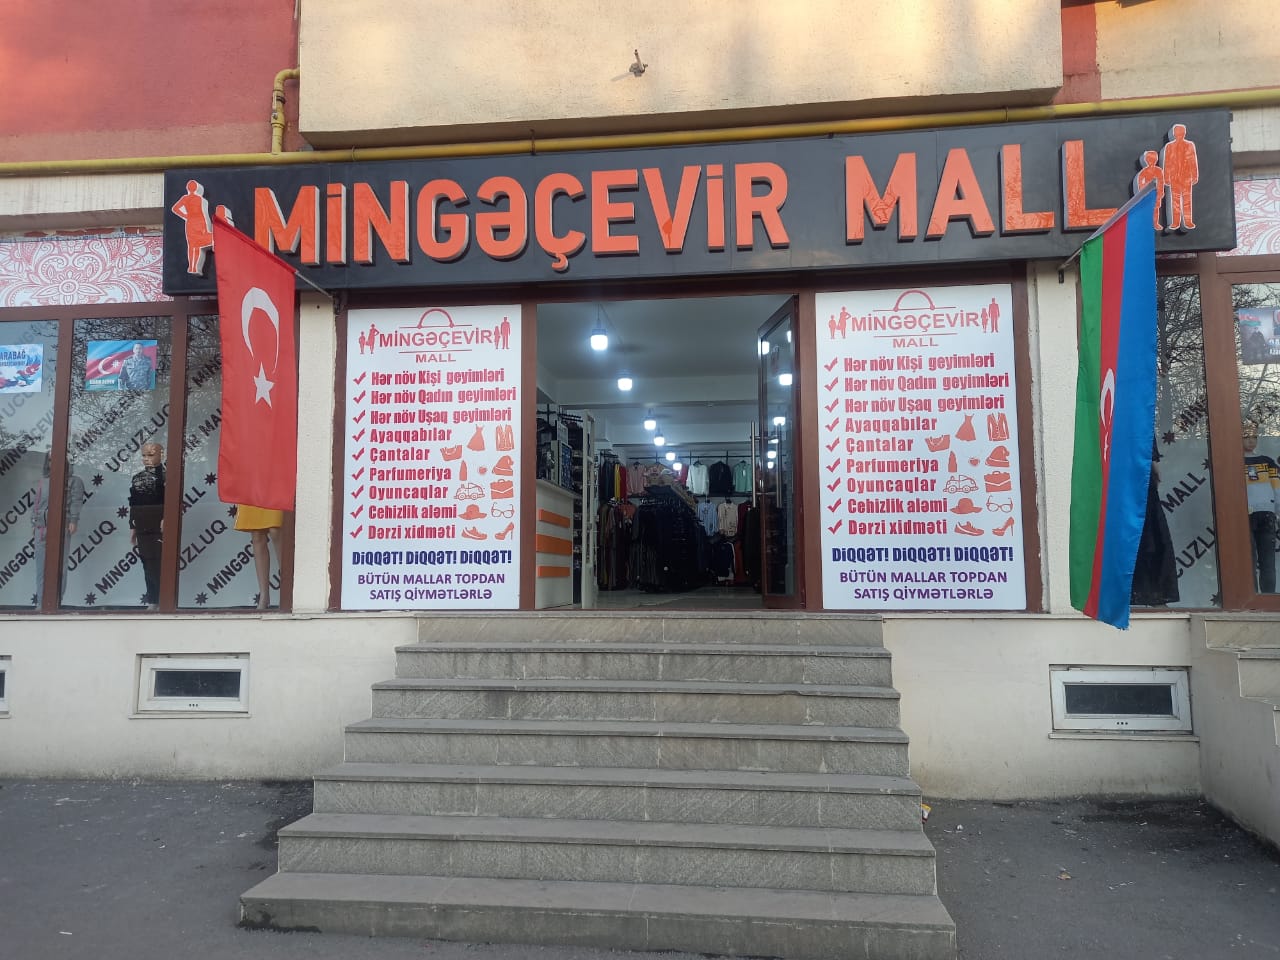 MİNGƏÇEVİR MALL
MİNGƏÇEVİR
MALL
Hər növ Kişi geyimləri
Hər növ Qadın geyimləri
Hər növ Uşaq geyimləri
Ayaqqabılar
Çantalar
Parfumeriya
Oyuncaqlar
Cehizlik aləmi
Dərzi xidməti
DİQQƏT! DİQQƏT! DİQQƏT!
BÜTÜN MALLAR TOPDAN
SATIŞ QİYMƏTLƏRLƏ
MİNGƏÇEVİR
MALL
Hər növ Kişi geyimləri
Hər növ Qadın geyimləri
Hər növ Uşaq geyimləri
Ayaqqabılar
Çantalar
Parfumeriya
Oyuncaqlar
Cehizlik aləmi
Dərzi xidməti
DİQQƏT! DİQQƏT! DİQQƏT!
BÜTÜN MALLAR TOPDAN
SATIŞ QİYMƏTLƏRLƏ
UCUZLUQ
MALL
UCUZLUQ
MALL